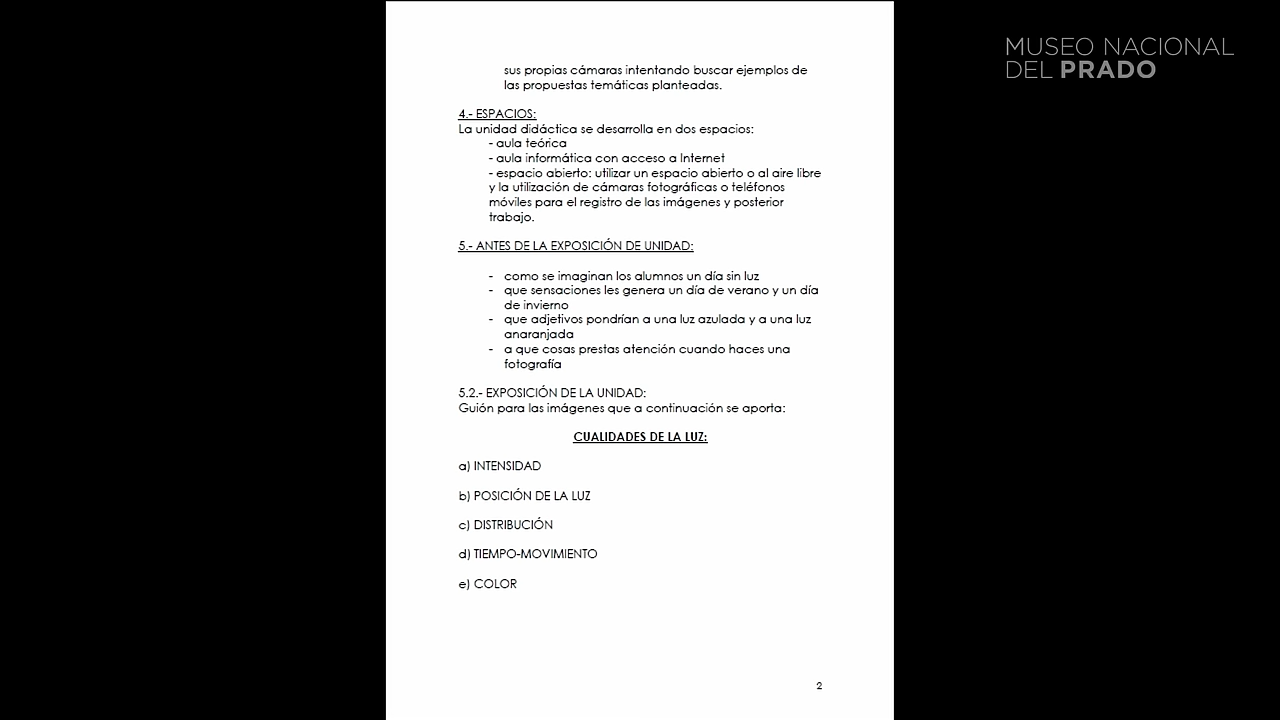 MUSEO NACIONAL
DEL PRADO
sus propias cámaras intentando buscar ejemplos de
las propuestas temáticas planteadas.
4.- ESPACIOS:
La unidad didáctica se desarrolla en dos espacios:
- aula teórica
- aula informática con acceso a Internet
- espacio abierto: utilizar un espacio abierto o al aire libre
y la utilización de cámaras fotográficas o teléfonos
móviles para el registro de las imágenes y posterior
trabajo.
5.- ANTES DE LA EXPOSICIÓN DE UNIDAD:
- como se imaginan los alumnos un día sin luz
- que sensaciones les genera un día de verano y un día
de invierno
- que adjetivos pondrían a una luz azulada y a una luz
anaranjada
- a que cosas prestas atención cuando haces una
fotografía
5.2.- EXPOSICIÓN DE LA UNIDAD:
Guión para las imágenes que a continuación se aporta:
CUALIDADES DE LA LUZ:
a) INTENSIDAD
b) POSICIÓN DE LA LUZ
c) DISTRIBUCIÓN
d) TIEMPO-MOVIMIENTO
e) COLOR
2